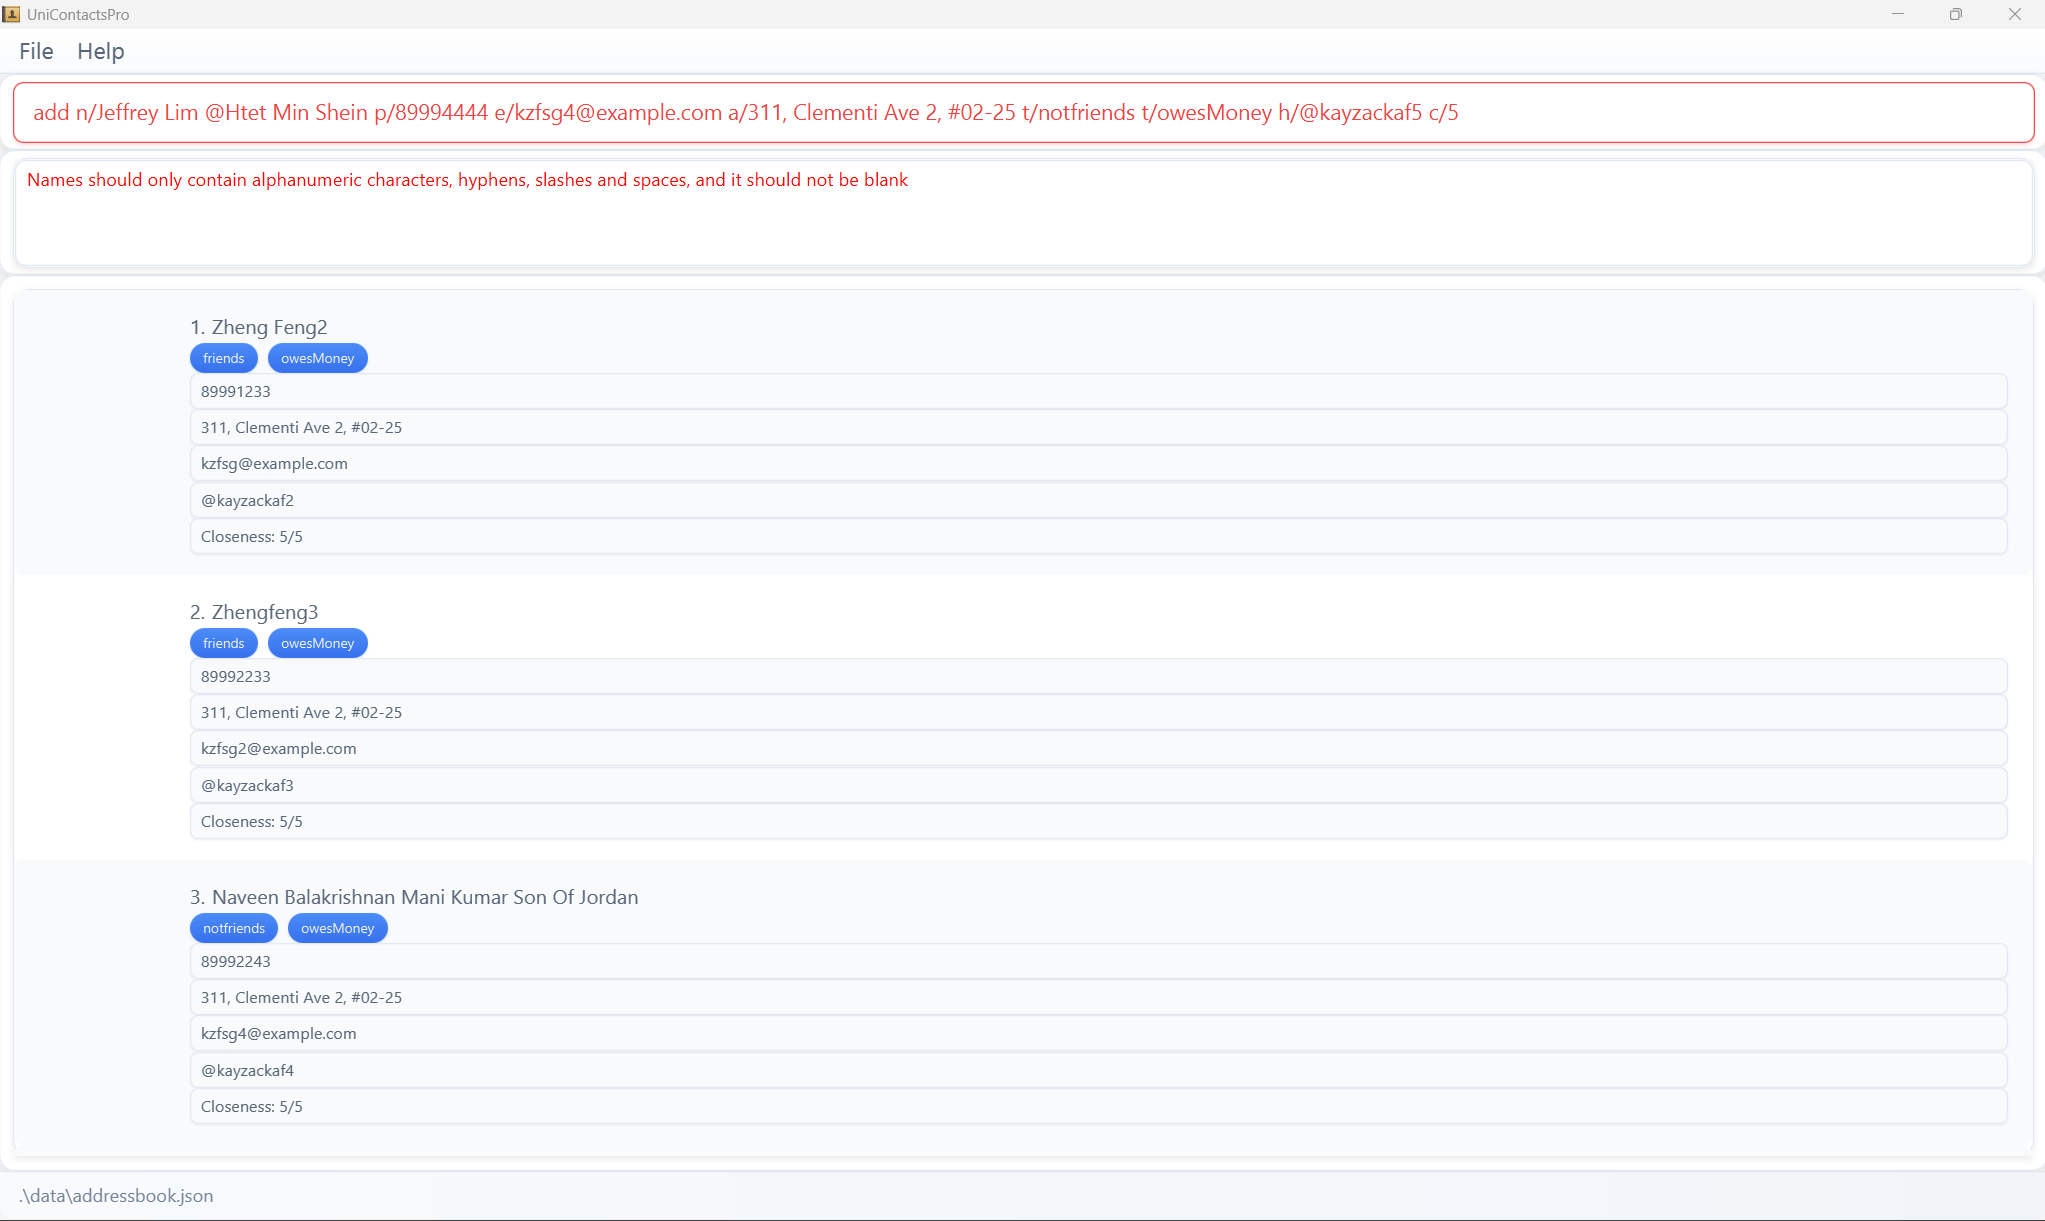 UniContactsPro
File Help
add n/Jeffrey Lim @Htet Min Shein p/89994444 e/kzfsg4@example.com a/311, Clementi Ave 2, #02-25 t/notfriends t/owesMoney h/@kayzackaf5 c/5
Names should only contain alphanumeric characters, hyphens, slashes and spaces, and it should not be blank
1. Zheng Feng2
friends owesMoney
89991233
311, Clementi Ave 2, #02-25
kzfsg@example.com
@kayzackaf2
Closeness: 5/5
2. Zhengfeng3
friends owesMoney
89992233
311, Clementi Ave 2, #02-25
kzfsg2@example.com
@kayzackaf3
Closeness: 5/5
3. Naveen Balakrishnan Mani Kumar Son Of Jordan
notfriends owesMoney
89992243
311, Clementi Ave 2, #02-25
kzfsg4@example.com
@kayzackaf4
Closeness: 5/5
.\data\addressbook.json